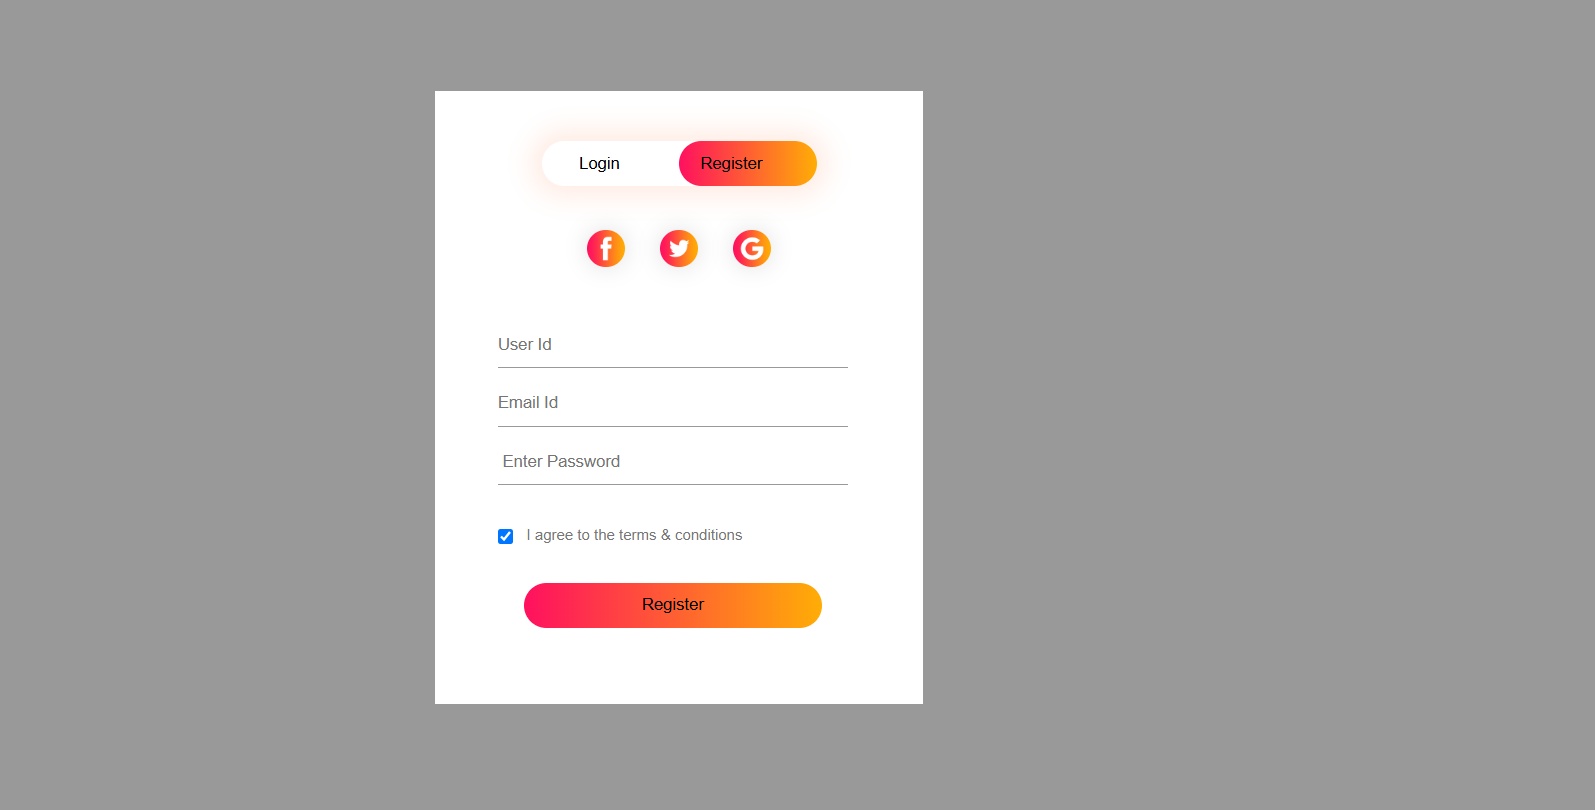 Login Register
User Id
Email Id
Enter Password
I agree to the terms & conditions
Register